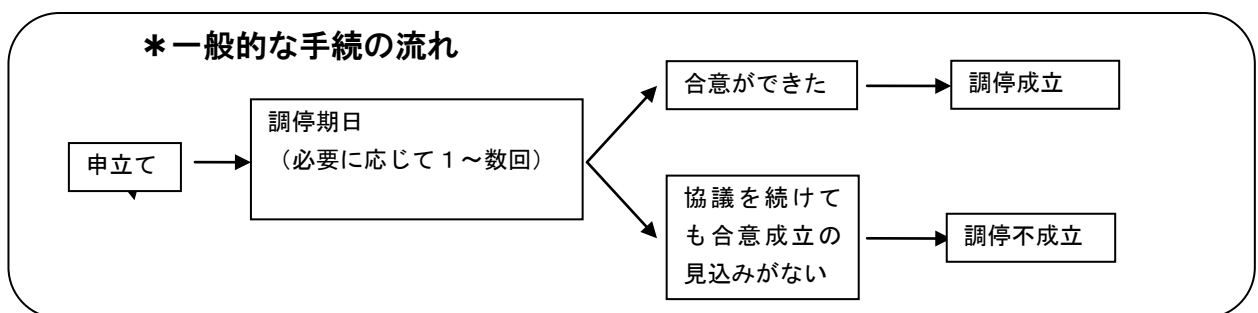 ＊一般的な手続の流れ
申立て
調停期日
（必要に応じて１～数回）
合意ができた
調停成立
協議を続けて
も合意成立の
見込みがない
調停不成立